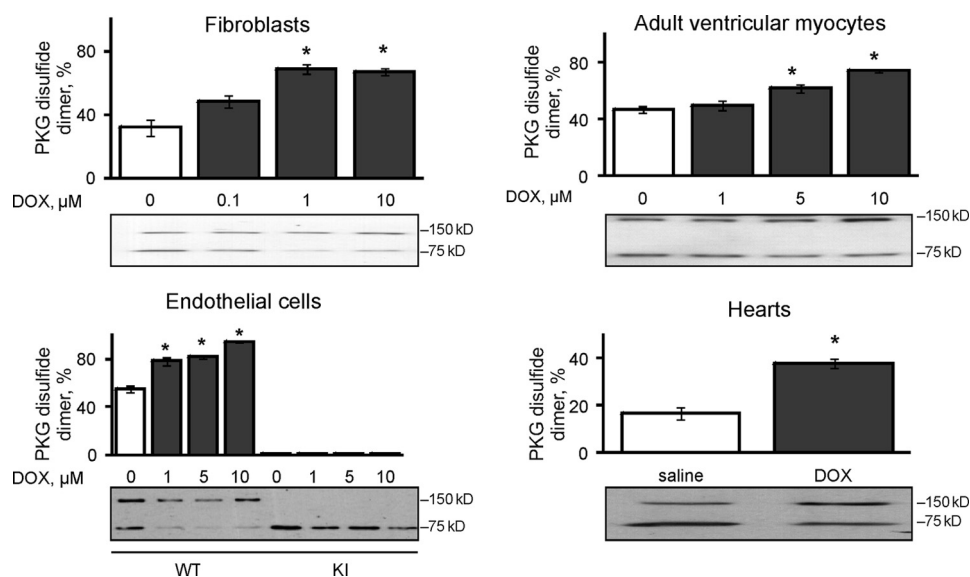 Fibroblasts
PKG disulfide
dimer, %
80
40
0
*
*
DOX, µM
0 0.1 1 10
–150 kD
–75 kD
Adult ventricular myocytes
PKG disulfide
dimer, %
80
40
0
*
*
DOX, µM
0 1 5 10
–150 kD
–75 kD
Endothelial cells
PKG disulfide
dimer, %
80
40
0
*
*
*
DOX, µM
0 1 5 10 0 1 5 10
–150 kD
–75 kD
WT KI
Hearts
PKG disulfide
dimer, %
40
20
0
*
saline DOX
–150 kD
–75 kD